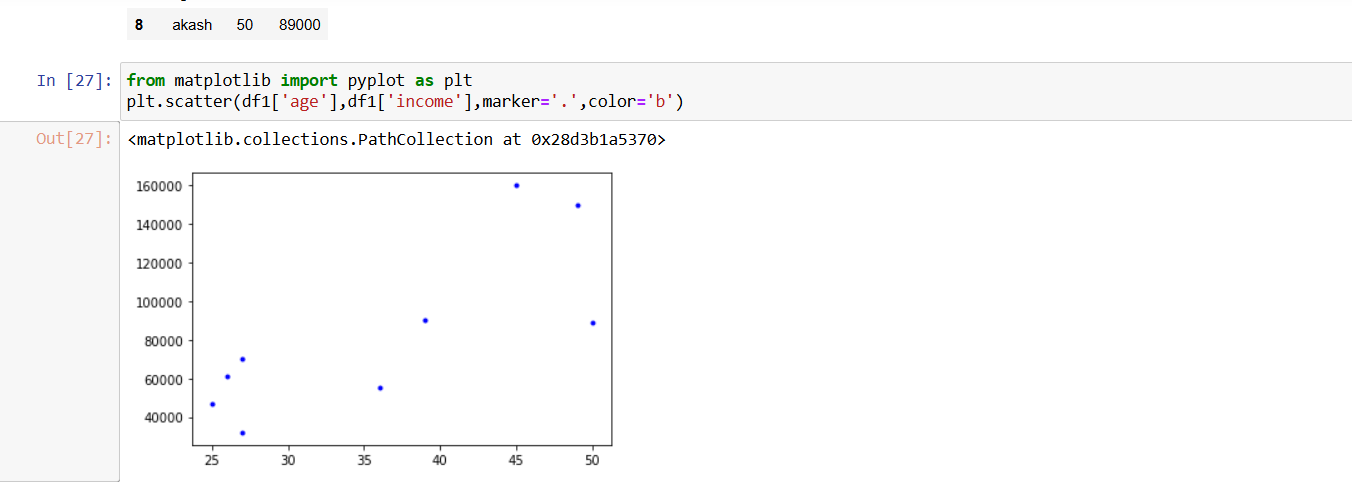 8 akash 50 89000
In [27]: from matplotlib import pyplot as plt
plt.scatter(df1['age'],df1['income'],marker='.',color='b')
Out[27]: <matplotlib.collections.PathCollection at 0x28d3b1a5370>
160000
140000
120000
100000
80000
60000
40000
25 30 35 40 45 50